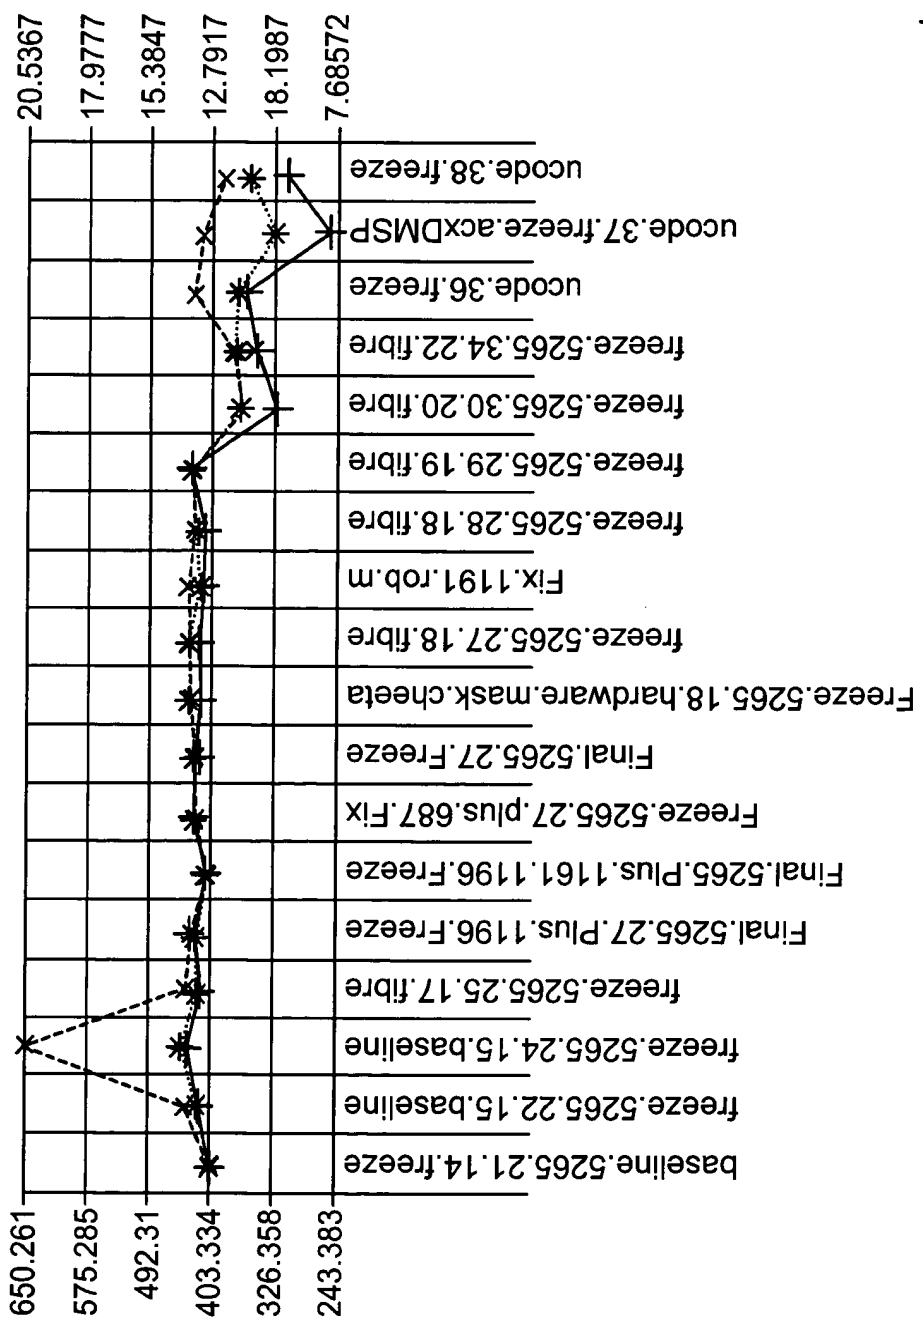 20.5367
17.9777
15.3847
12.7917
18.1987
7.68572
650.261
575.285
492.31
403.334
326.358
243.383
baseline.5265.21.14.freeze
freeze.5265.22.15.baseline
freeze.5265.24.15.baseline
freeze.5265.25.17.fibre
Final.5265.27.Plus.1196.Freeze
Final.5265.Plus.1161.1196.Freeze
Freeze.5265.27.plus.687.Fix
Final.5265.27.Freeze
Freeze.5265.18.hardware.mask.cheeta
freeze.5265.27.18.fibre
Fix.1191.rob.m
freeze.5265.28.18.fibre
freeze.5265.29.19.fibre
freeze.5265.30.20.fibre
freeze.5265.34.22.fibre
ucode.36.freeze
ucode.37.freeze.acxDMSP
ucode.38.freeze